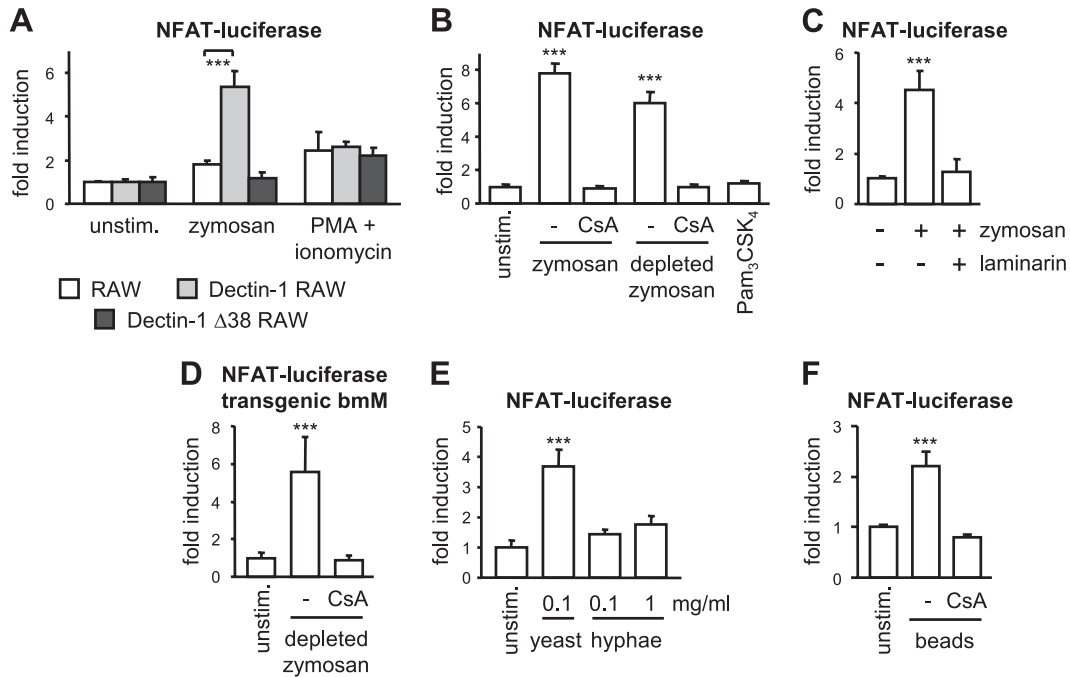 A
NFAT-luciferase
***
fold induction
6
4
2
0
unstim.
zymosan
PMA + ionomycin
RAW
Dectin-1 RAW
Dectin-1 Δ38 RAW
B
NFAT-luciferase
***
***
fold induction
8
6
4
2
0
unstim.
-
CsA
-
CsA
zymosan
depleted zymosan
Pam₃CSK₄
C
NFAT-luciferase
***
fold induction
6
4
2
0
- + + zymosan
- - + laminarin
D
NFAT-luciferase
transgenic bmM
***
fold induction
8
6
4
2
0
unstim.
-
CsA
depleted
zymosan
E
NFAT-luciferase
***
fold induction
5
4
3
2
1
0
unstim.
0.1 0.1 1 mg/ml
yeast hyphae
F
NFAT-luciferase
***
fold induction
3
2
1
0
unstim.
-
CsA
beads